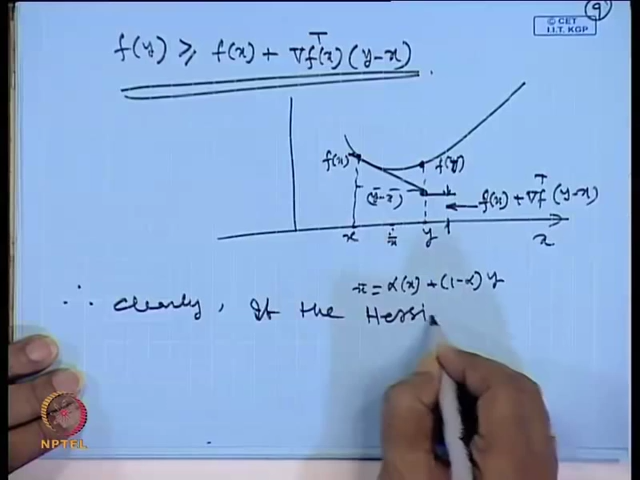 9
© CET
I.I.T. KGP
f(y) ≥ f(x) + ∇f^T(x) (y-x)
f(x)
f(y)
(y-x)
f(x) + ∇f^T (y-x)
x
x̄
y
x
x̄ = α(x) + (1-α) y
∴ Clearly, If the Hessi
NPTEL